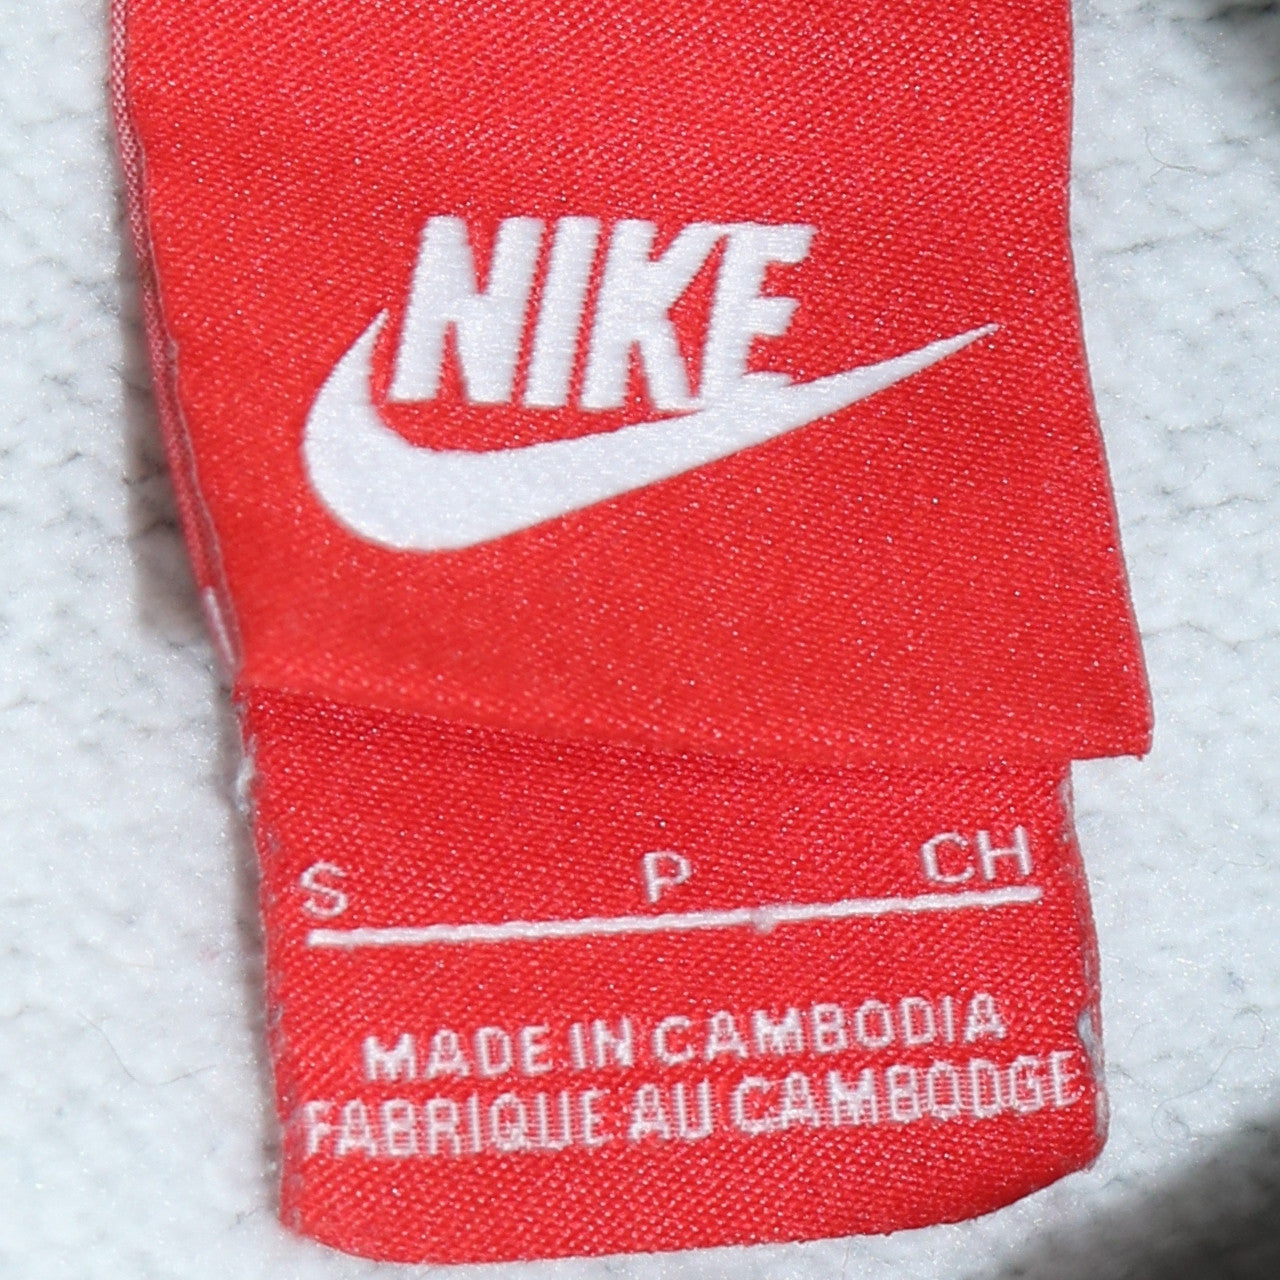 NIKE
S P CH
MADE IN CAMBODIA
FABRIQUE AU CAMBODGE